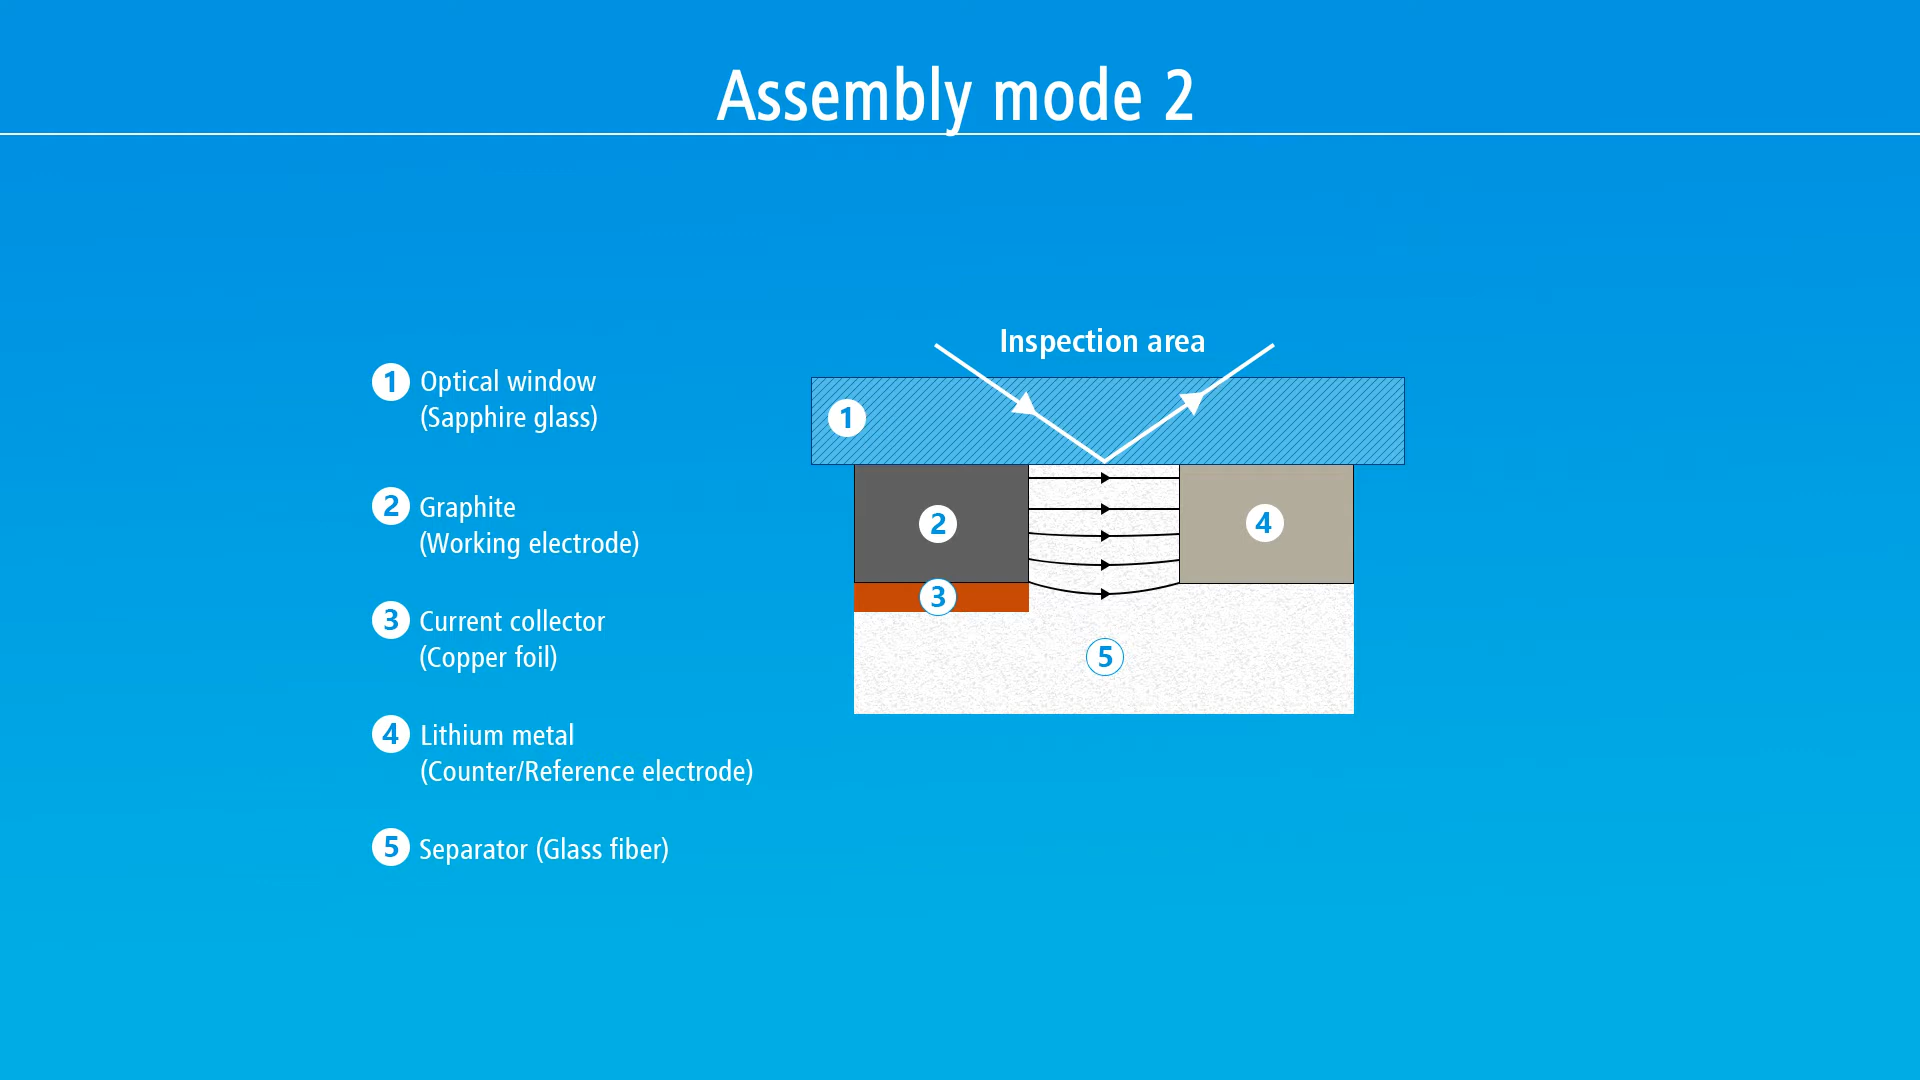 Assembly mode 2
1 Optical window
(Sapphire glass)
2 Graphite
(Working electrode)
3 Current collector
(Copper foil)
4 Lithium metal
(Counter/Reference electrode)
5 Separator (Glass fiber)
Inspection area
1
2
4
3
5